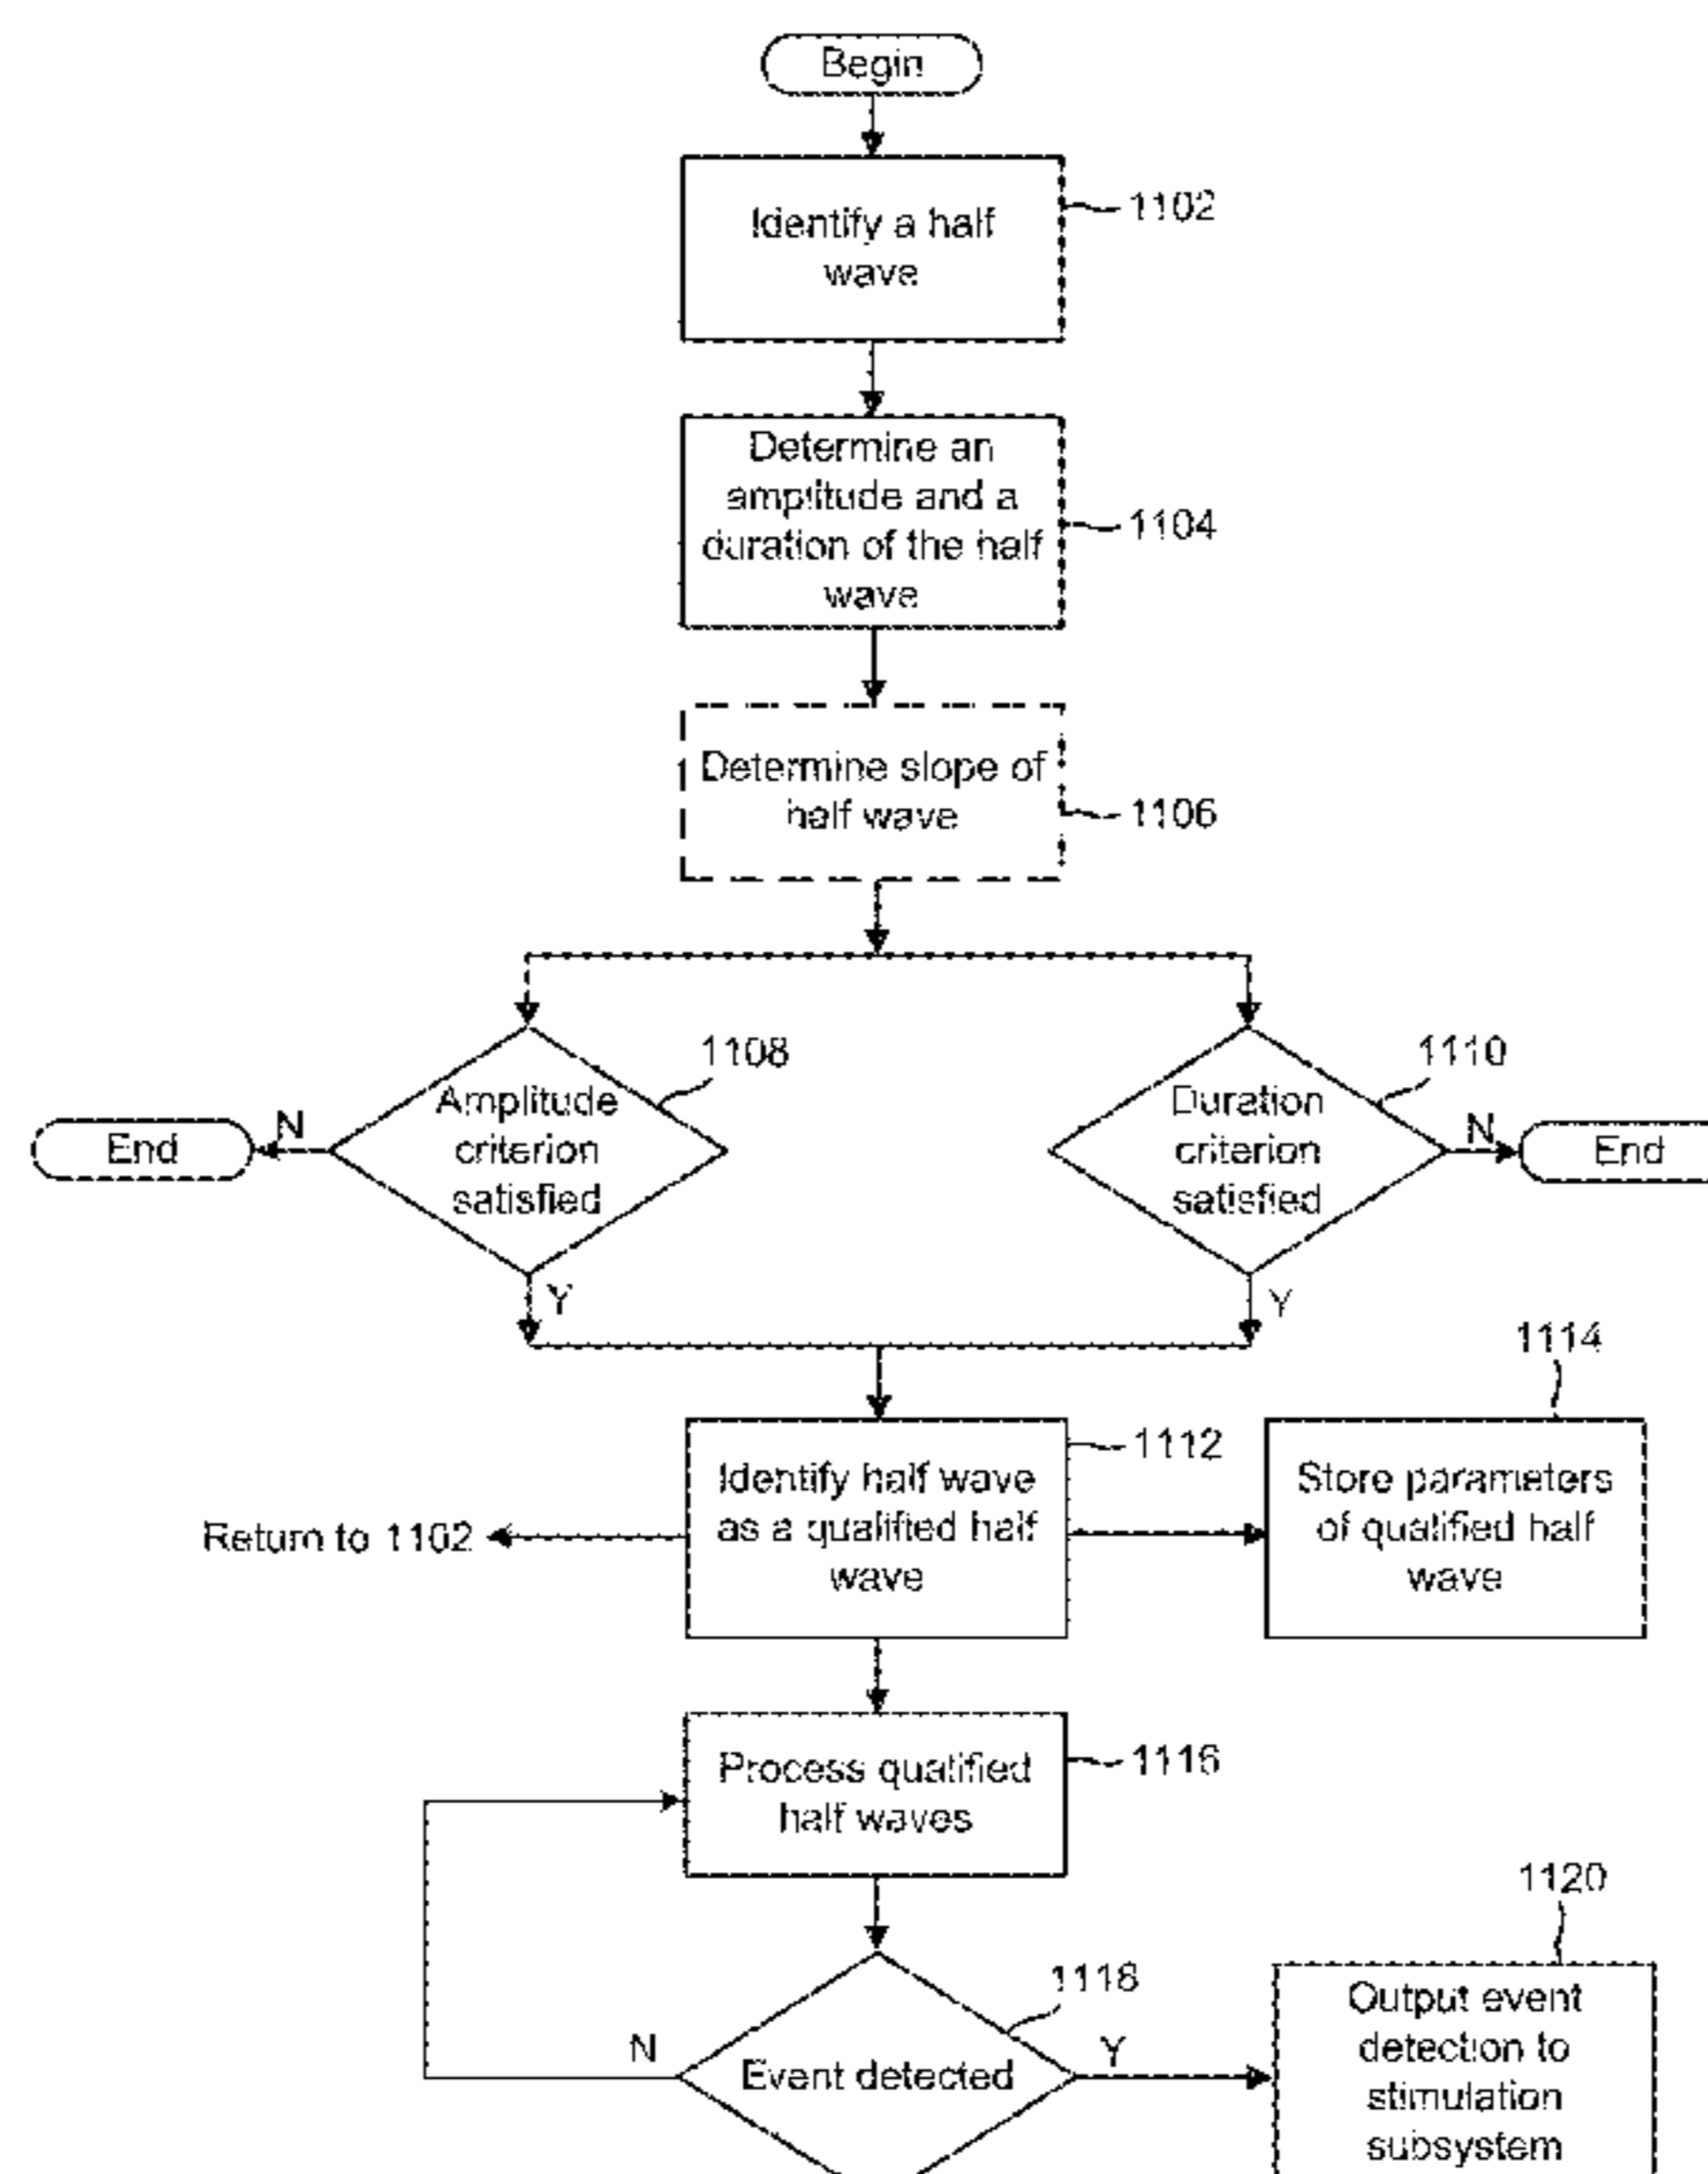 Begin
Identify a half
wave
1102
Determine an
amplitude and a
duration of the half
wave
1104
Determine slope of
half wave
1106
1108
Amplitude
criterion
satisfied
N
End
Y
1110
Duration
criterion
satisfied
N
End
Y
1112
Identify half wave
as a qualified half
wave
Return to 1102
1114
Store parameters
of qualified half
wave
Process qualified
half waves
1116
1118
Event detected
N
Y
1120
Output event
detection to
stimulation
subsystem